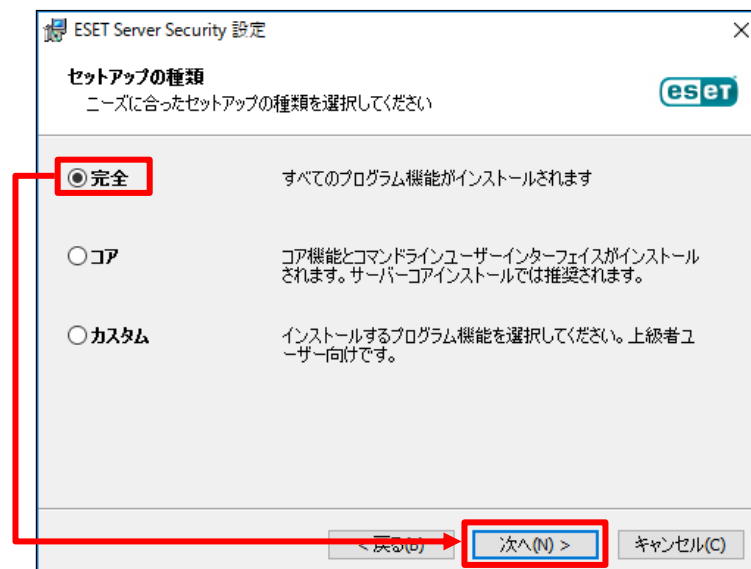 ESET Server Security 設定
セットアップの種類
ニーズに合ったセットアップの種類を選択してください
eset
完全
すべてのプログラム機能がインストールされます
コア
コア機能とコマンドラインユーザーインターフェイスがインストール
されます。サーバーコアインストールでは推奨されます。
カスタム
インストールするプログラム機能を選択してください。上級者ユ
ーザー向けです。
< 戻る(B)
次へ(N) >
キャンセル(C)